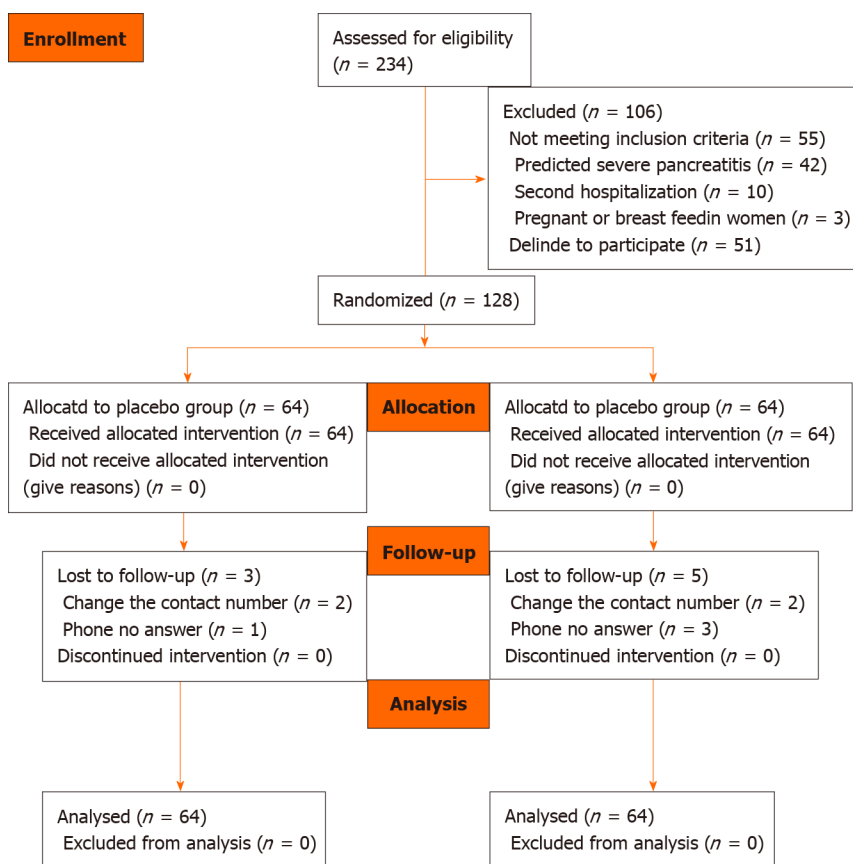 Enrollment
Assessed for eligibility
(n = 234)
Excluded (n = 106)
Not meeting inclusion criteria (n = 55)
Predicted severe pancreatitis (n = 42)
Second hospitalization (n = 10)
Pregnant or breast feedin women (n = 3)
Delinde to participate (n = 51)
Randomized (n = 128)
Allocatd to placebo group (n = 64)
Received allocated intervention (n = 64)
Did not receive allocated intervention
(give reasons) (n = 0)
Allocation
Allocatd to placebo group (n = 64)
Received allocated intervention (n = 64)
Did not receive allocated intervention
(give reasons) (n = 0)
Follow-up
Lost to follow-up (n = 3)
Change the contact number (n = 2)
Phone no answer (n = 1)
Discontinued intervention (n = 0)
Lost to follow-up (n = 5)
Change the contact number (n = 2)
Phone no answer (n = 3)
Discontinued intervention (n = 0)
Analysis
Analysed (n = 64)
Excluded from analysis (n = 0)
Analysed (n = 64)
Excluded from analysis (n = 0)